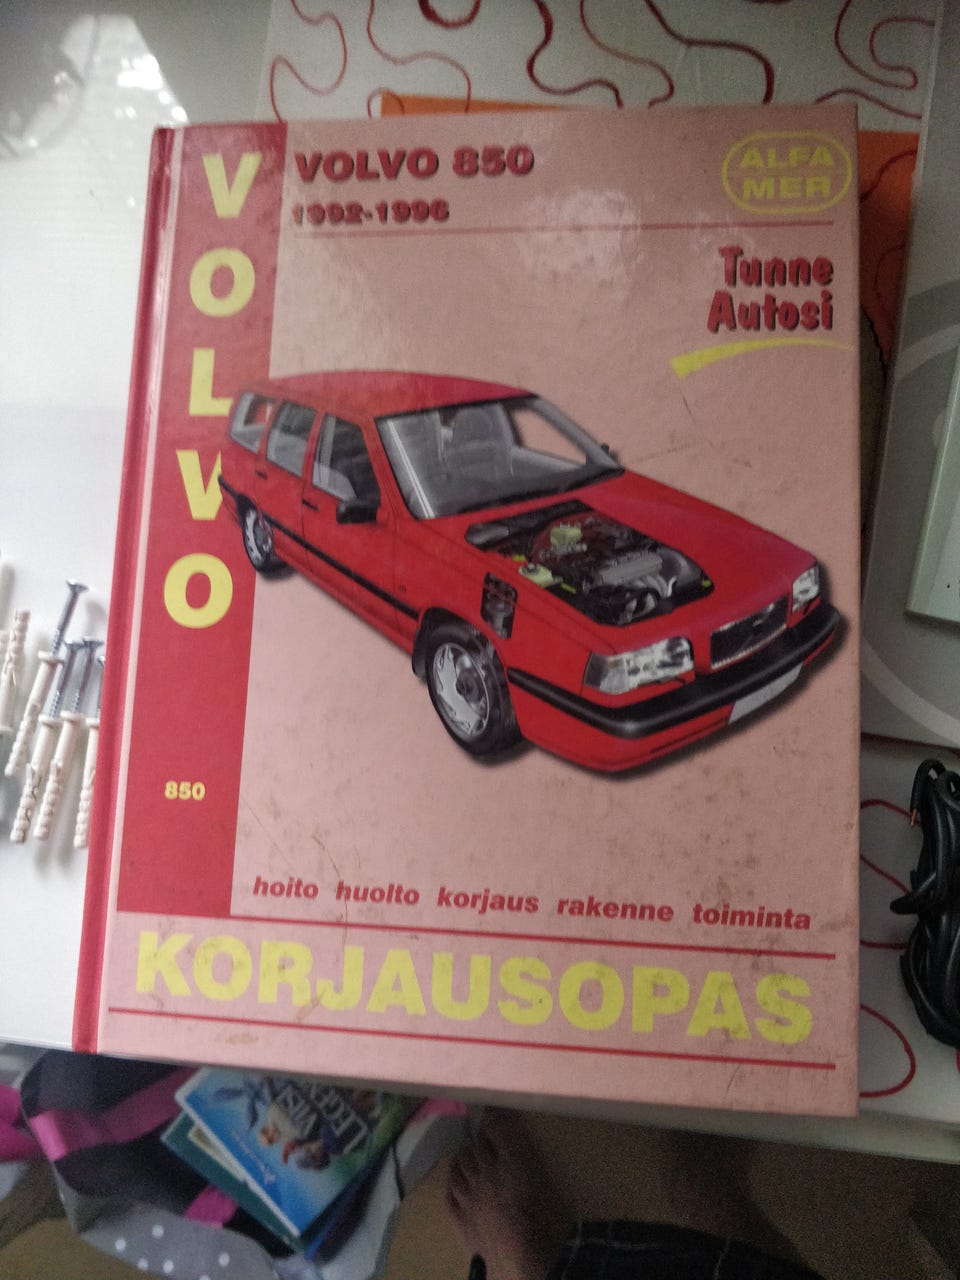 VOLVO 850
1992-1996
ALFA
MER
Tunne
Autosi
VOLVO
850
hoito huolto korjaus rakenne toiminta
KORJAUSOPAS